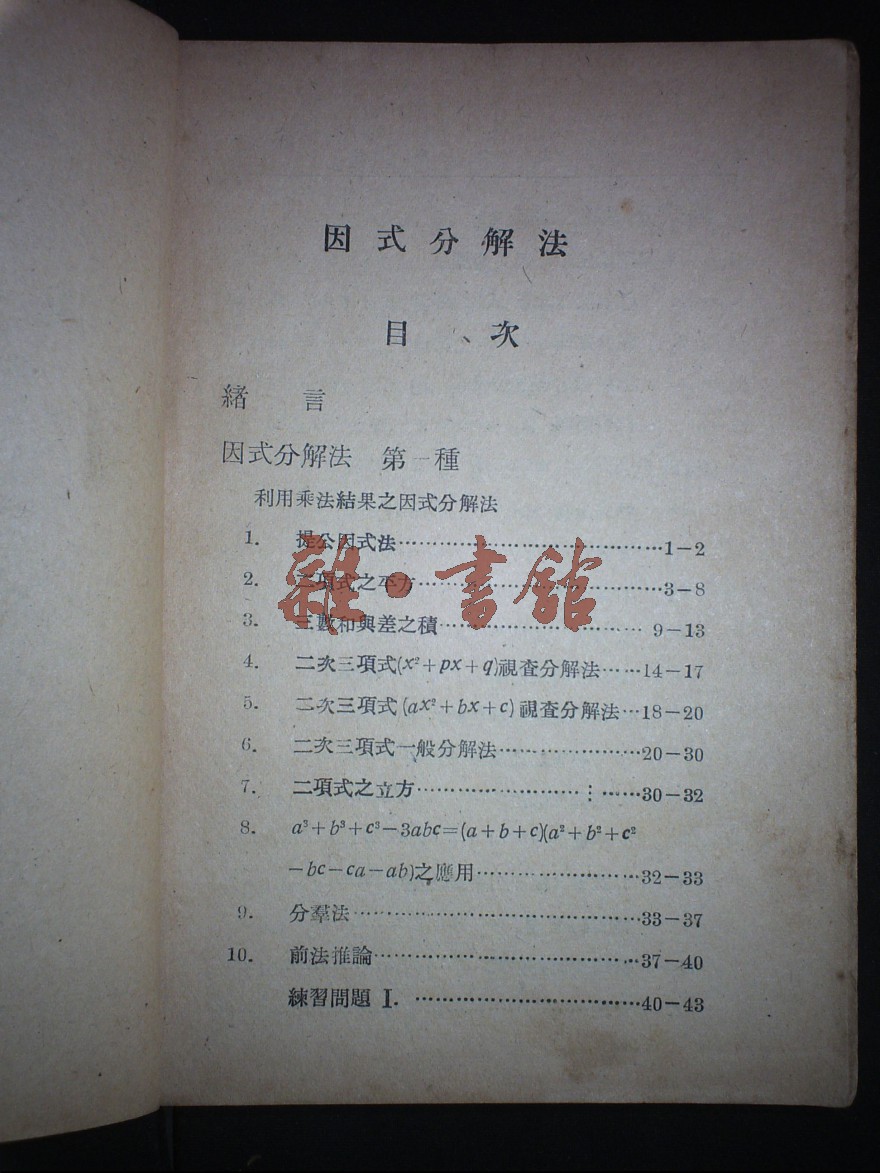 因式分解法
目次
緒言
因式分解法 第一種
利用乘法結果之因式分解法
1. 提公因式法……………………………1-2
2. 二項式之平方……………………………3-8
3. 三數和與差之積……………………………9-13
4. 二次三項式(x²+px+q)視查分解法……14-17
5. 二次三項式(ax²+bx+c)視查分解法…18-20
6. 二次三項式一般分解法………………20-30
7. 二項式之立方……………………………30-32
8. a³+b³+c³-3abc=(a+b+c)(a²+b²+c²
-bc-ca-ab)之應用………………………32-33
9. 分羣法……………………………………33-37
10. 前法推論…………………………………37-40
練習問題 I. ……………………………40-43
雜·書館